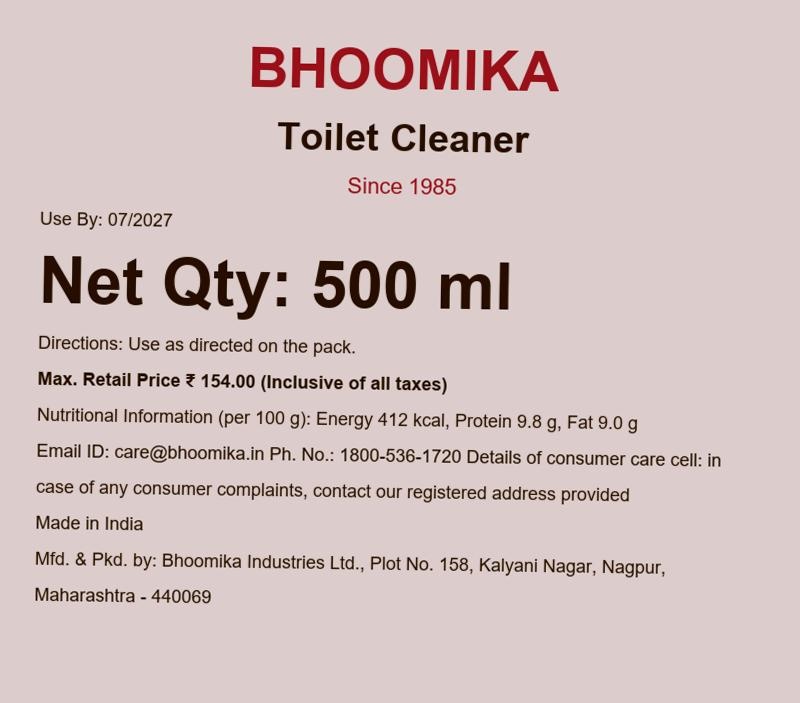 BHOOMIKA
Toilet Cleaner
Since 1985
Use By: 07/2027
Net Qty: 500 ml
Directions: Use as directed on the pack.
Max. Retail Price ₹ 154.00 (Inclusive of all taxes)
Nutritional Information (per 100 g): Energy 412 kcal, Protein 9.8 g, Fat 9.0 g
Email ID: care@bhoomika.in Ph. No.: 1800-536-1720 Details of consumer care cell: in
case of any consumer complaints, contact our registered address provided
Made in India
Mfd. & Pkd. by: Bhoomika Industries Ltd., Plot No. 158, Kalyani Nagar, Nagpur,
Maharashtra - 440069